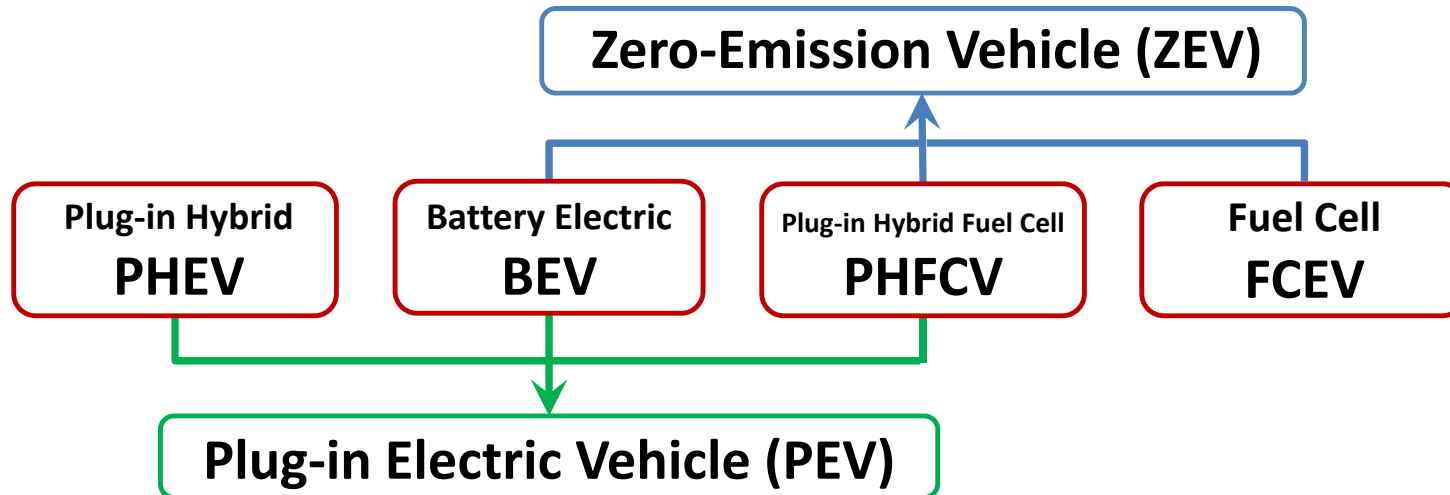 Zero-Emission Vehicle (ZEV)
Plug-in Hybrid
PHEV
Battery Electric
BEV
Plug-in Hybrid Fuel Cell
PHFCV
Fuel Cell
FCEV
Plug-in Electric Vehicle (PEV)